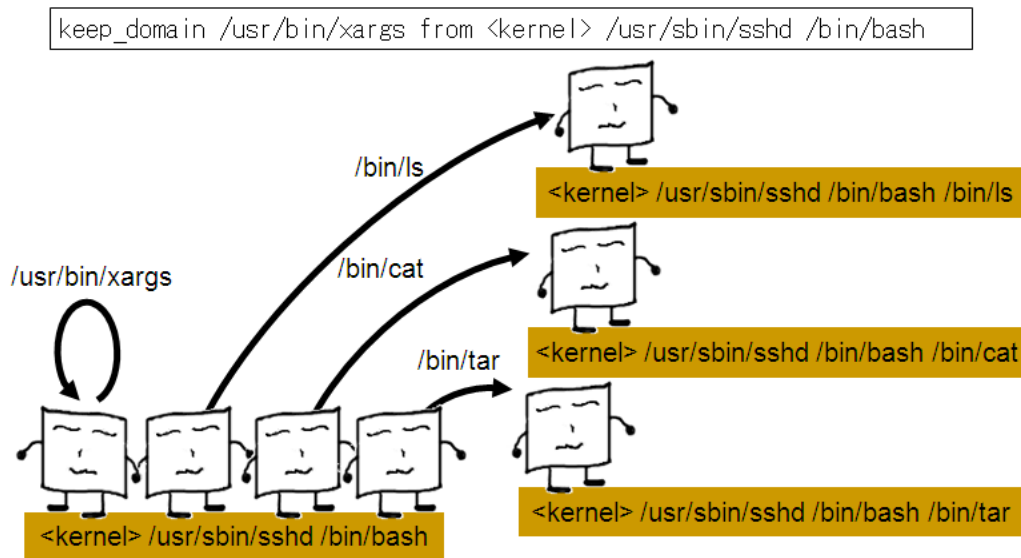 keep_domain /usr/bin/xargs from <kernel> /usr/sbin/sshd /bin/bash
/bin/ls
<kernel> /usr/sbin/sshd /bin/bash /bin/ls
/bin/cat
/usr/bin/xargs
<kernel> /usr/sbin/sshd /bin/bash /bin/cat
/bin/tar
<kernel> /usr/sbin/sshd /bin/bash /bin/tar
<kernel> /usr/sbin/sshd /bin/bash